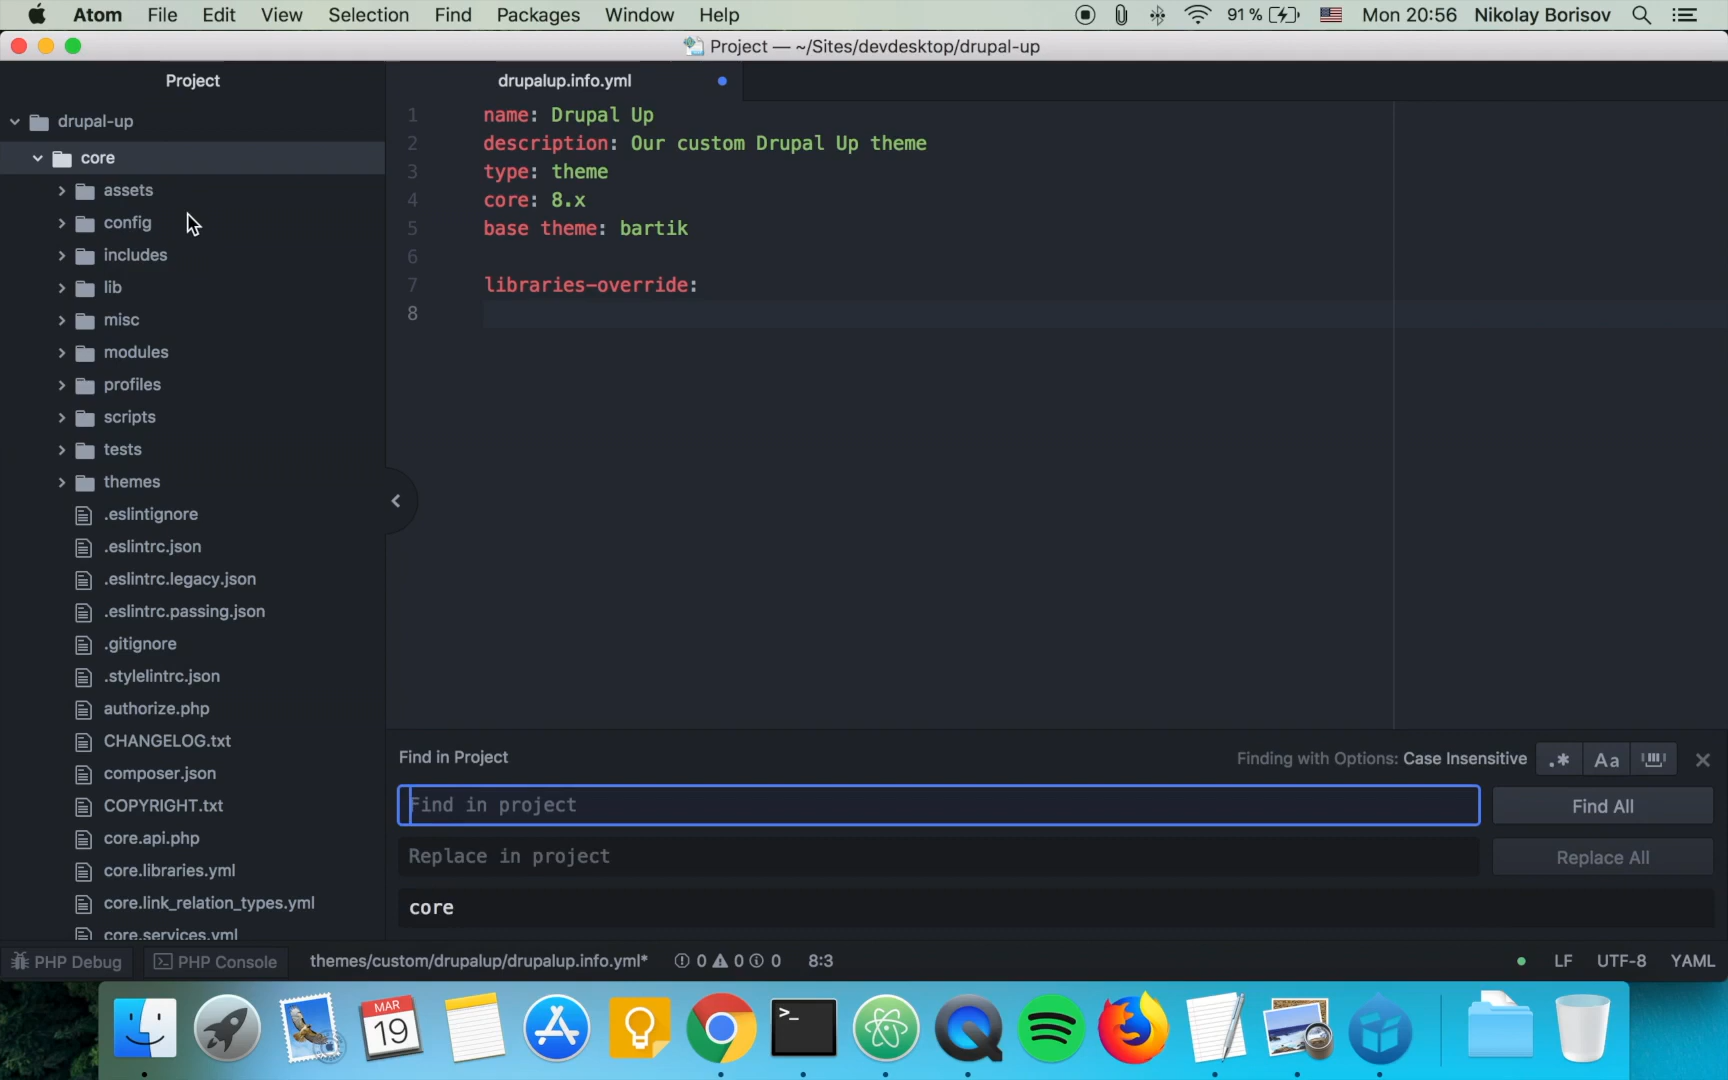 Atom File Edit View Selection Find Packages Window Help 91 % Mon 20:56 Nikolay Borisov
Project — ~/Sites/devdesktop/drupal-up
Project
drupal-up
core
assets
config
includes
lib
misc
modules
profiles
scripts
tests
themes
.eslintignore
.eslintrc.json
.eslintrc.legacy.json
.eslintrc.passing.json
.gitignore
.stylelintrc.json
authorize.php
CHANGELOG.txt
composer.json
COPYRIGHT.txt
core.api.php
core.libraries.yml
core.link_relation_types.yml
core.services.yml
drupalup.info.yml
1 name: Drupal Up
2 description: Our custom Drupal Up theme
3 type: theme
4 core: 8.x
5 base theme: bartik
6
7 libraries-override:
8
Find in Project Finding with Options: Case Insensitive .* Aa
Find in project Find All
Replace in project Replace All
core
PHP Debug PHP Console themes/custom/drupalup/drupalup.info.yml* 0 0 0 8:3 LF UTF-8 YAML
MAR
19
>_